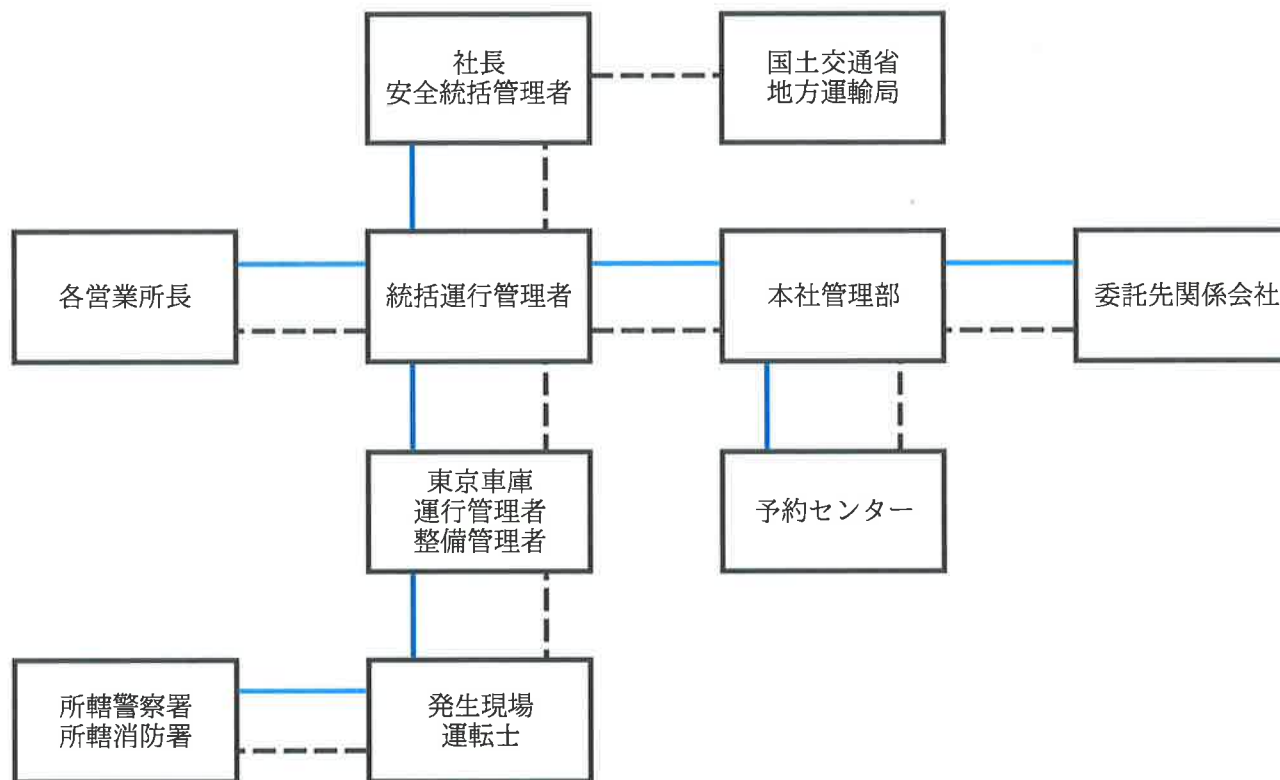 社長
安全統括管理者
国土交通省
地方運輸局
各営業所長
統括運行管理者
本社管理部
委託先関係会社
東京車庫
運行管理者
整備管理者
予約センター
所轄警察署
所轄消防署
発生現場
運転士